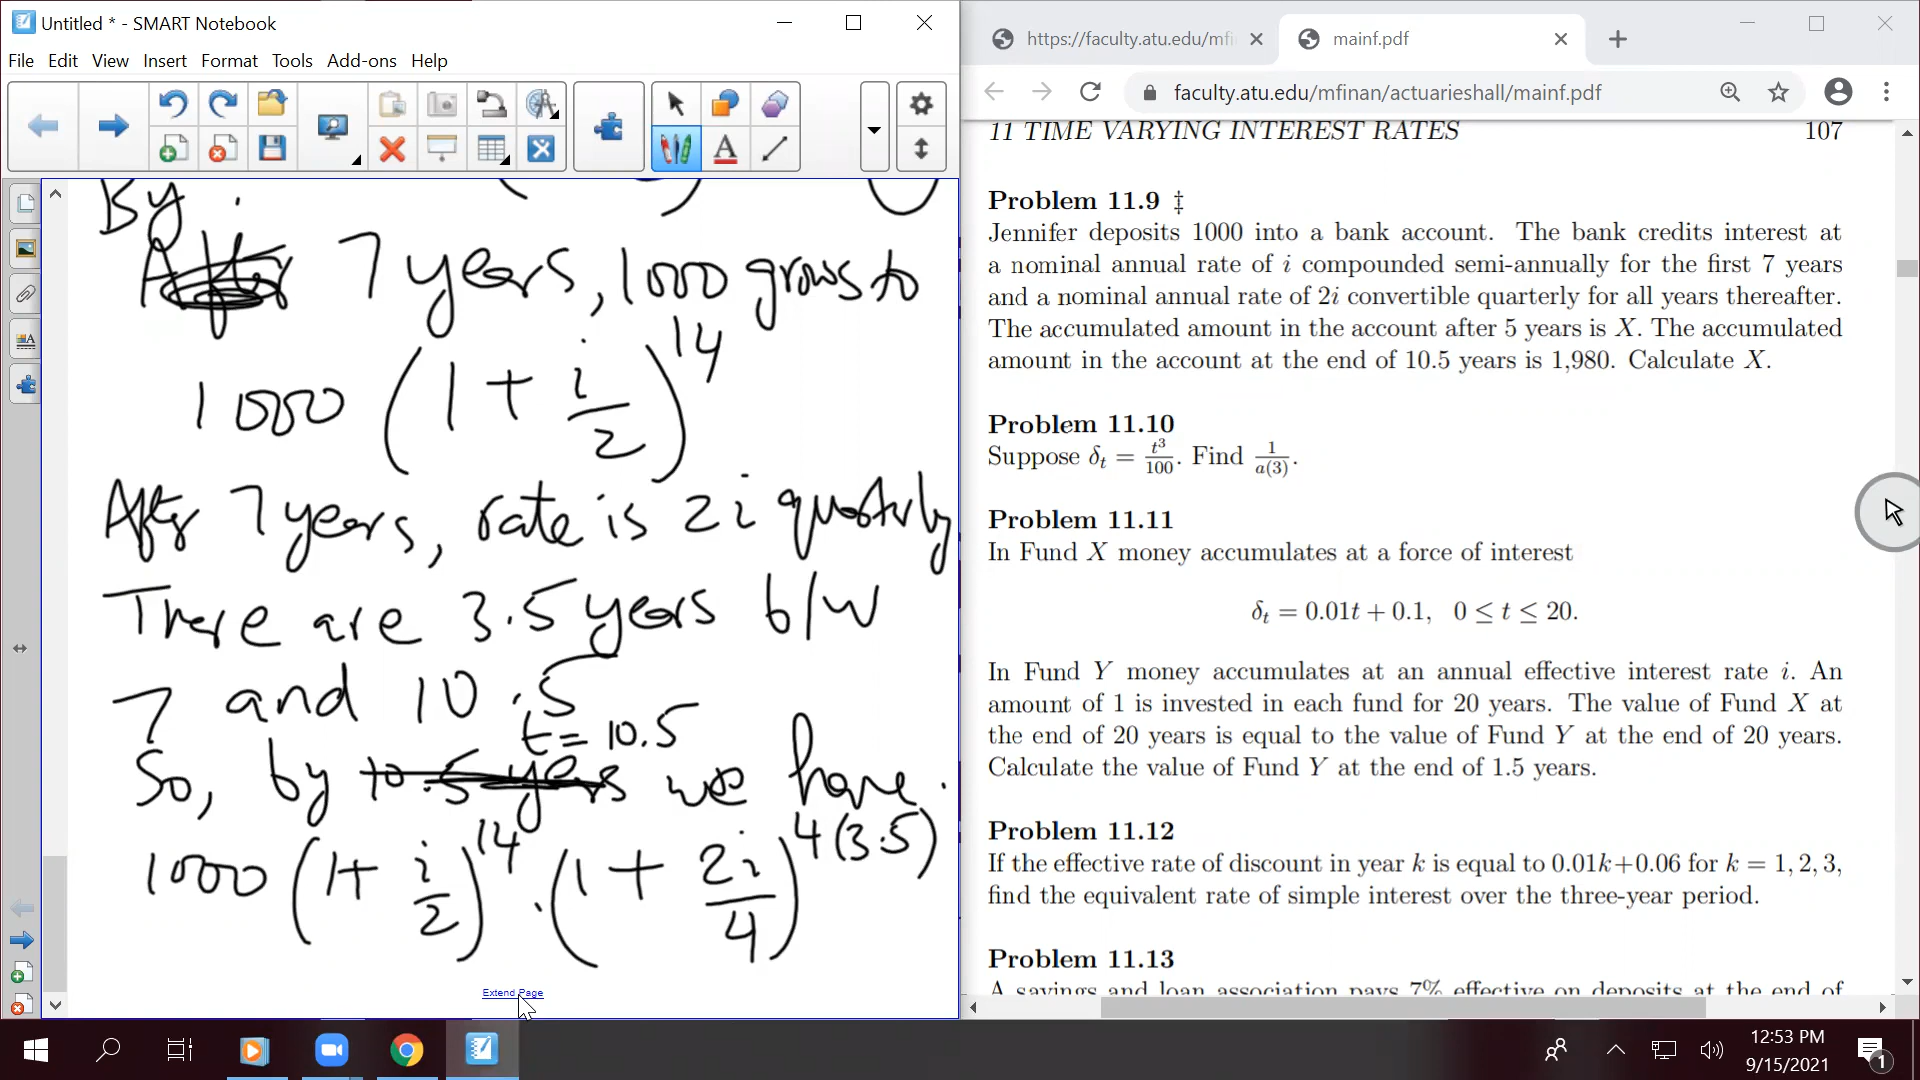 Untitled * - SMART Notebook
File Edit View Insert Format Tools Add-ons Help
By
7 years, 1000 grows to
1000 (1 + i/2)^14
After 7 years, rate is 2i quarterly
There are 3.5 years b/w
7 and 10.5
t = 10.5
So, by we have.
1000 (1+ i/2)^14 . (1 + 2i/4)^4(3.5)
Extend Page
https://faculty.atu.edu/mfi
mainf.pdf
faculty.atu.edu/mfinan/actuarieshall/mainf.pdf
11 TIME VARYING INTEREST RATES 107
Problem 11.9 ‡
Jennifer deposits 1000 into a bank account. The bank credits interest at
a nominal annual rate of i compounded semi-annually for the first 7 years
and a nominal annual rate of 2i convertible quarterly for all years thereafter.
The accumulated amount in the account after 5 years is X. The accumulated
amount in the account at the end of 10.5 years is 1,980. Calculate X.
Problem 11.10
Suppose δt = t³/100. Find 1/a(3).
Problem 11.11
In Fund X money accumulates at a force of interest
δt = 0.01t + 0.1, 0 ≤ t ≤ 20.
In Fund Y money accumulates at an annual effective interest rate i. An
amount of 1 is invested in each fund for 20 years. The value of Fund X at
the end of 20 years is equal to the value of Fund Y at the end of 20 years.
Calculate the value of Fund Y at the end of 1.5 years.
Problem 11.12
If the effective rate of discount in year k is equal to 0.01k+0.06 for k = 1, 2, 3,
find the equivalent rate of simple interest over the three-year period.
Problem 11.13
A savings and loan association pays 7% effective on deposits at the end of
12:53 PM
9/15/2021
1